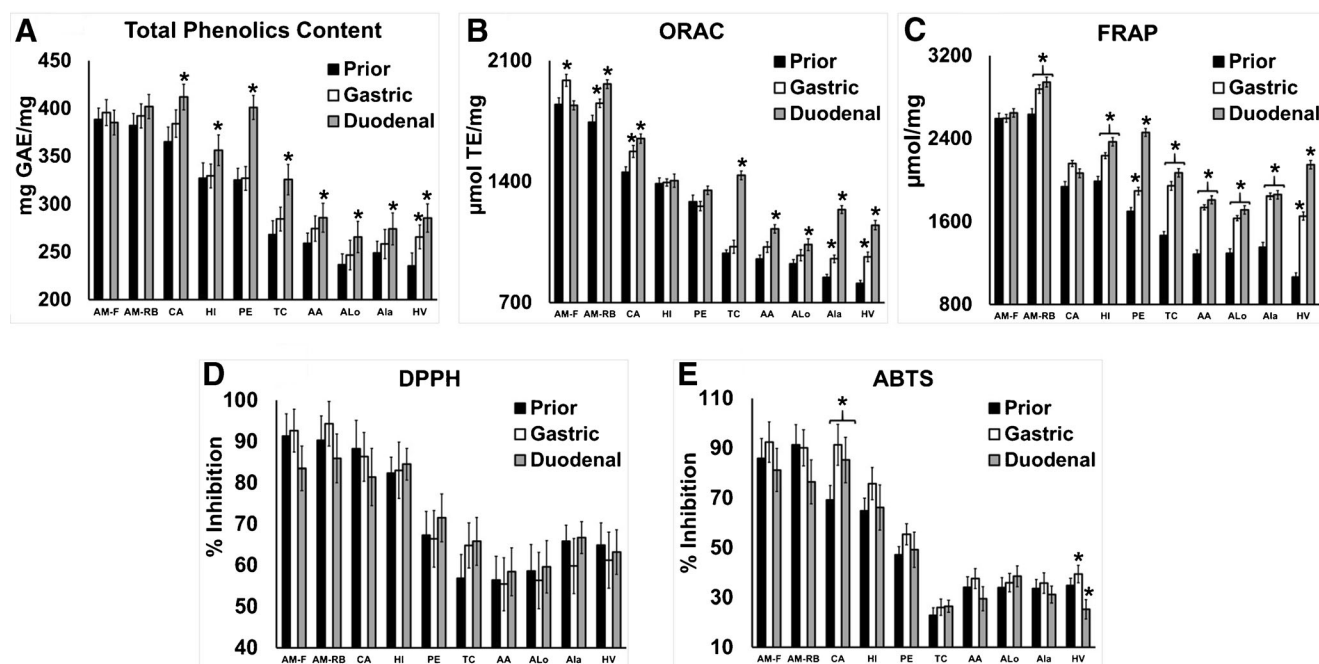 A Total Phenolics Content
mg GAE/mg
450
400
350
300
250
200
Prior
Gastric
Duodenal
* * * * * * * * *
AM-F AM-RB CA HI PE TC AA ALo Ala HV
B ORAC
µmol TE/mg
2100
1400
700
Prior
Gastric
Duodenal
* * * * * * * * * * * *
AM-F AM-RB CA HI PE TC AA ALo Ala HV
C FRAP
µmol/mg
3200
2400
1600
800
Prior
Gastric
Duodenal
* * * * * * * * * *
AM-F AM-RB CA HI PE TC AA ALo Ala HV
D DPPH
% Inhibition
100
90
80
70
60
50
40
Prior
Gastric
Duodenal
AM-F AM-RB CA HI PE TC AA ALo Ala HV
E ABTS
% Inhibition
110
90
70
50
30
10
Prior
Gastric
Duodenal
* * *
AM-F AM-RB CA HI PE TC AA ALo Ala HV